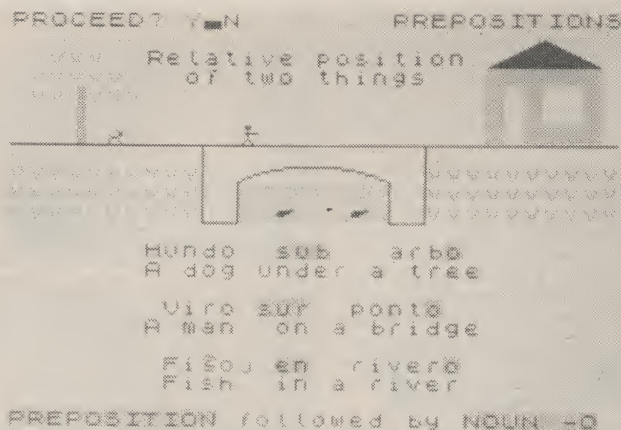 PROCEED? Y N PREPOSITIONS
Relative position
of two things
Hundo sub arbo
A dog under a tree
Viro sur ponto
A man on a bridge
Fiŝoj en rivero
Fish in a river
PREPOSITION followed by NOUN -O